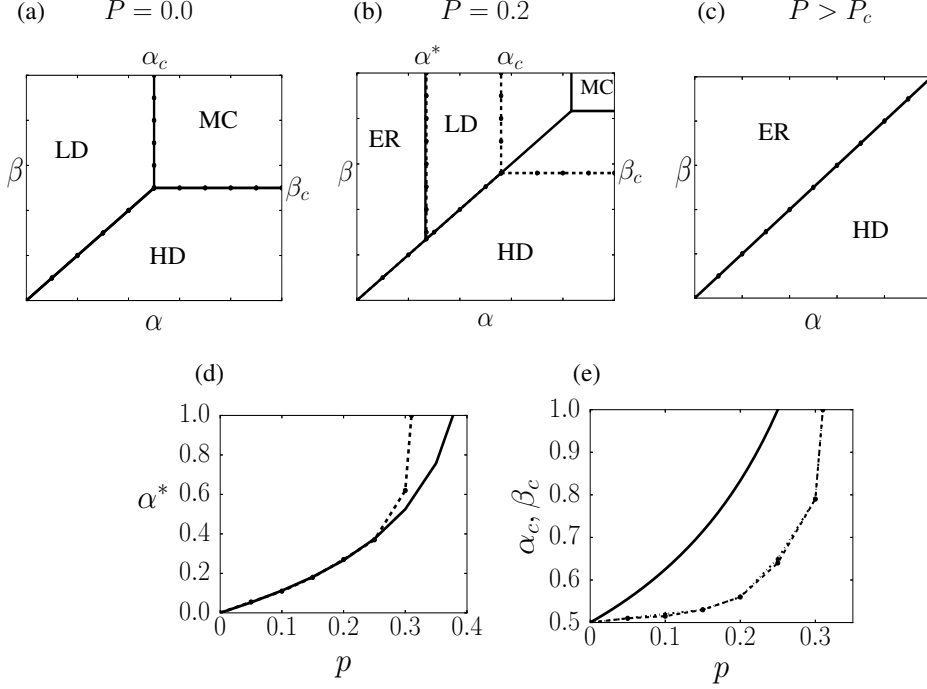 (a) P = 0.0
(b) P = 0.2
(c) P > P_c
α_c
LD
MC
β
β_c
HD
α
α*
α_c
MC
ER
LD
β
β_c
HD
α
ER
β
HD
α
(d)
1.0
0.8
0.6
α*
0.4
0.2
0.0
0 0.1 0.2 0.3 0.4
p
(e)
1.0
0.9
0.8
α_c, β_c
0.7
0.6
0.5
0 0.1 0.2 0.3
p